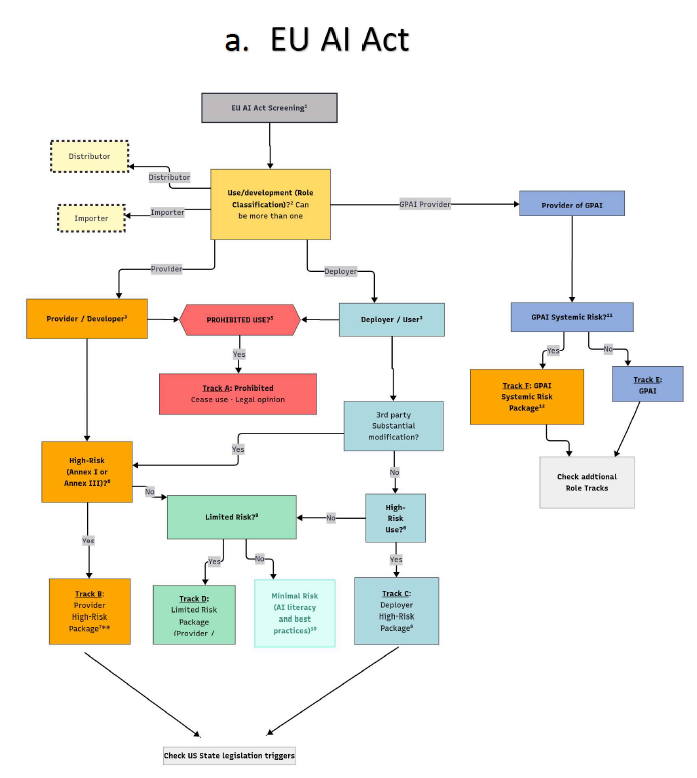 a. EU AI Act
EU AI Act Screening¹
Distributor
Distributor
Use/development (Role
Classification)?² Can
be more than one
Importer
Importer
GPAI Provider
Provider of GPAI
Provider
Deployer
Provider / Developer³
PROHIBITED USE?⁵
Deployer / User³
GPAI Systemic Risk?¹¹
Yes
Yes
No
Track A: Prohibited
Cease use - Legal opinion
Track F: GPAI
Systemic Risk
Package¹²
Track E:
GPAI
3rd party
Substantial
modification?
Yes
High-Risk
(Annex I or
Annex III)?⁶
No
Check addtional
Role Tracks
No
Limited Risk?⁹
No
High-
Risk
Use?⁶
Yes
Yes
No
Yes
Track B:
Provider
High-Risk
Package⁷**
Track D:
Limited Risk
Package
(Provider /
Minimal Risk
(AI literacy
and best
practices)¹⁰
Track C:
Deployer
High-Risk
Package⁸
Check US State legislation triggers